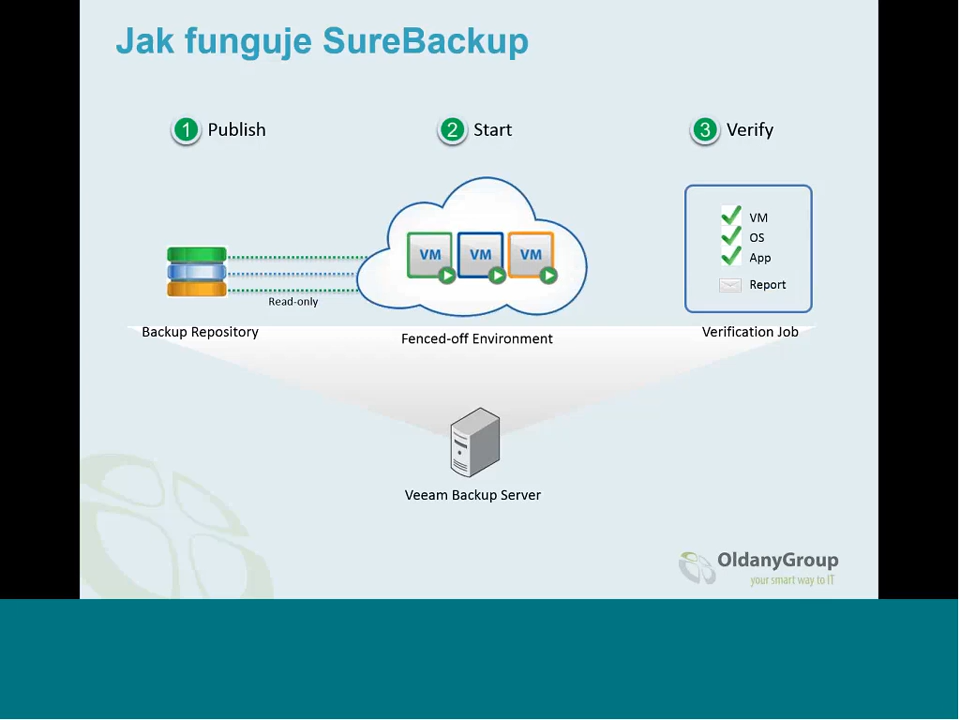 Jak funguje SureBackup
1 Publish
2 Start
3 Verify
VM VM VM
VM
OS
App
Report
Read-only
Backup Repository
Fenced-off Environment
Verification Job
Veeam Backup Server
OldanyGroup
your smart way to IT